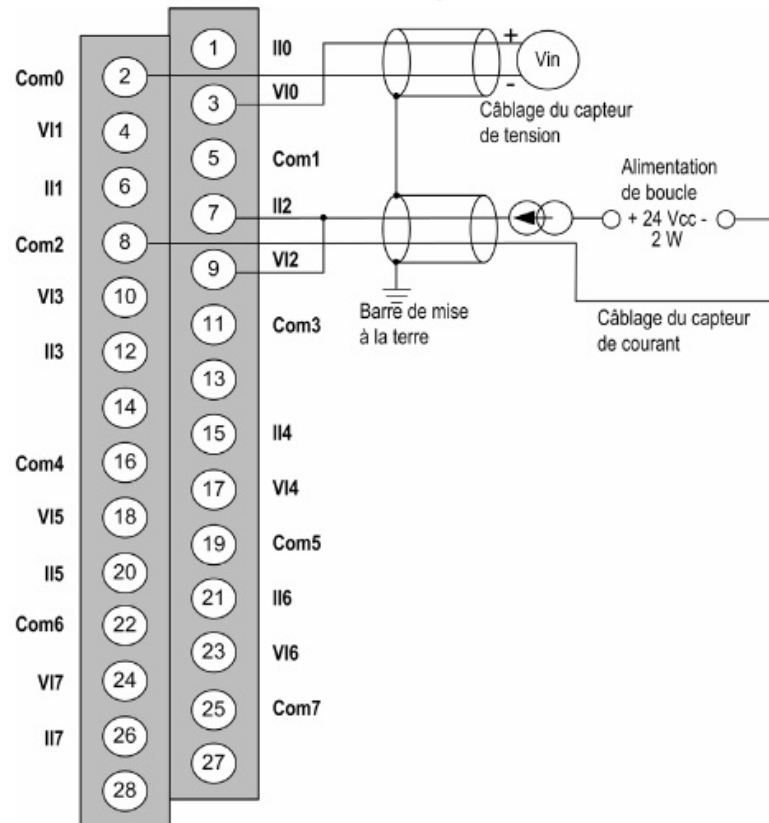 1 II0
Com0 2
3 VI0
VI1 4
5 Com1
II1 6
7 II2
Com2 8
9 VI2
VI3 10
11 Com3
II3 12
13
14
15 II4
Com4 16
17 VI4
VI5 18
19 Com5
II5 20
21 II6
Com6 22
23 VI6
VI7 24
25 Com7
II7 26
27
28
+
Vin
-
Câblage du capteur
de tension
Alimentation
de boucle
+ 24 Vcc -
2 W
Barre de mise
à la terre
Câblage du capteur
de courant